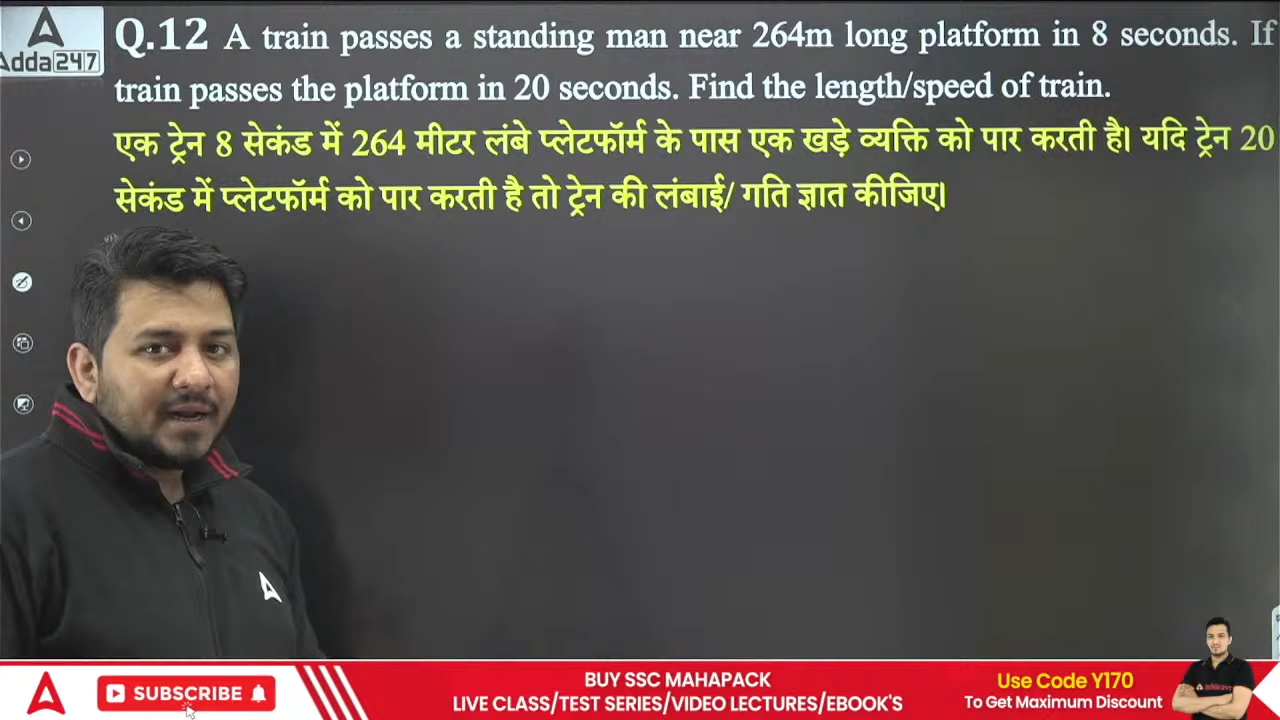 Adda247
Q.12 A train passes a standing man near 264m long platform in 8 seconds. If
train passes the platform in 20 seconds. Find the length/speed of train.
एक ट्रेन 8 सेकंड में 264 मीटर लंबे प्लेटफॉर्म के पास एक खड़े व्यक्ति को पार करती है। यदि ट्रेन 20
सेकंड में प्लेटफॉर्म को पार करती है तो ट्रेन की लंबाई/ गति ज्ञात कीजिए।
SUBSCRIBE
BUY SSC MAHAPACK
LIVE CLASS/TEST SERIES/VIDEO LECTURES/EBOOK'S
Use Code Y170
To Get Maximum Discount